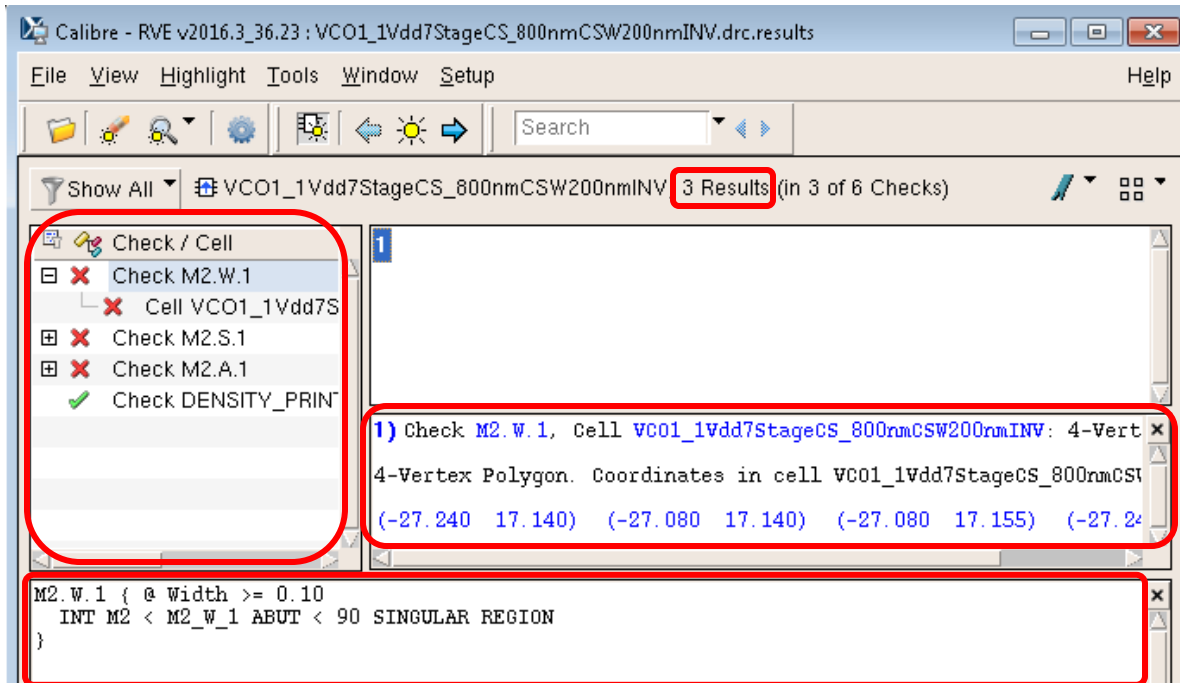 Calibre - RVE v2016.3_36.23 : VCO1_1Vdd7StageCS_800nmCSW200nmINV.drc.results
File View Highlight Tools Window Setup Help
Search
Show All VCO1_1Vdd7StageCS_800nmCSW200nmINV 3 Results (in 3 of 6 Checks)
Check / Cell
Check M2.W.1
Cell VCO1_1Vdd7S
Check M2.S.1
Check M2.A.1
Check DENSITY_PRINT
1
1) Check M2.W.1, Cell VCO1_1Vdd7StageCS_800nmCSW200nmINV: 4-Vert
4-Vertex Polygon. Coordinates in cell VCO1_1Vdd7StageCS_800nmCSW
(-27.240 17.140) (-27.080 17.140) (-27.080 17.155) (-27.24
M2.W.1 { @ Width >= 0.10
INT M2 < M2_W_1 ABUT < 90 SINGULAR REGION
}